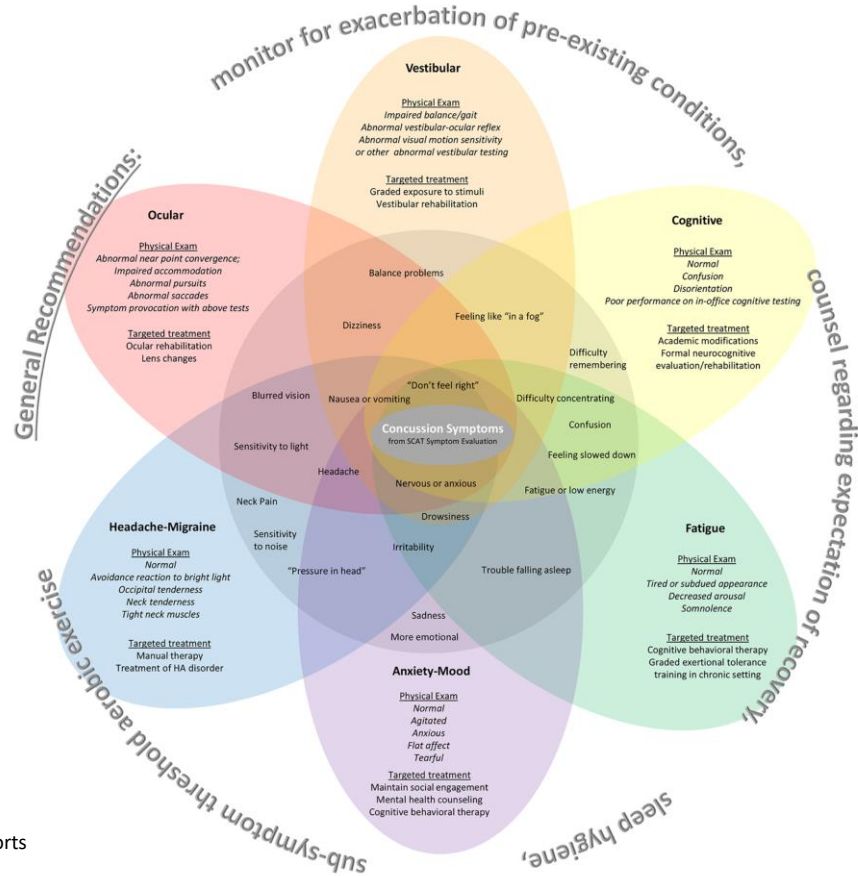 General Recommendations:
monitor for exacerbation of pre-existing conditions,
counsel regarding expectation of recovery,
sleep hygiene,
sub-symptom threshold aerobic exercise
Vestibular
Physical Exam
Impaired balance/gait
Abnormal vestibular-ocular reflex
Abnormal visual motion sensitivity
or other abnormal vestibular testing
Targeted treatment
Graded exposure to stimuli
Vestibular rehabilitation
Ocular
Physical Exam
Abnormal near point convergence;
Impaired accommodation
Abnormal pursuits
Abnormal saccades
Symptom provocation with above tests
Targeted treatment
Ocular rehabilitation
Lens changes
Cognitive
Physical Exam
Normal
Confusion
Disorientation
Poor performance on in-office cognitive testing
Targeted treatment
Academic modifications
Formal neurocognitive
evaluation/rehabilitation
Balance problems
Feeling like "in a fog"
Dizziness
Difficulty
remembering
"Don't feel right"
Blurred vision
Nausea or vomiting
Difficulty concentrating
Concussion Symptoms
from SCAT Symptom Evaluation
Confusion
Sensitivity to light
Feeling slowed down
Headache
Nervous or anxious
Fatigue or low energy
Neck Pain
Drowsiness
Sensitivity
to noise
Irritability
"Pressure in head"
Trouble falling asleep
Sadness
More emotional
Headache-Migraine
Physical Exam
Normal
Avoidance reaction to bright light
Occipital tenderness
Neck tenderness
Tight neck muscles
Targeted treatment
Manual therapy
Treatment of HA disorder
Fatigue
Physical Exam
Normal
Tired or subdued appearance
Decreased arousal
Somnolence
Targeted treatment
Cognitive behavioral therapy
Graded exertional tolerance
training in chronic setting
Anxiety-Mood
Physical Exam
Normal
Agitated
Anxious
Flat affect
Tearful
Targeted treatment
Maintain social engagement
Mental health counseling
Cognitive behavioral therapy
orts